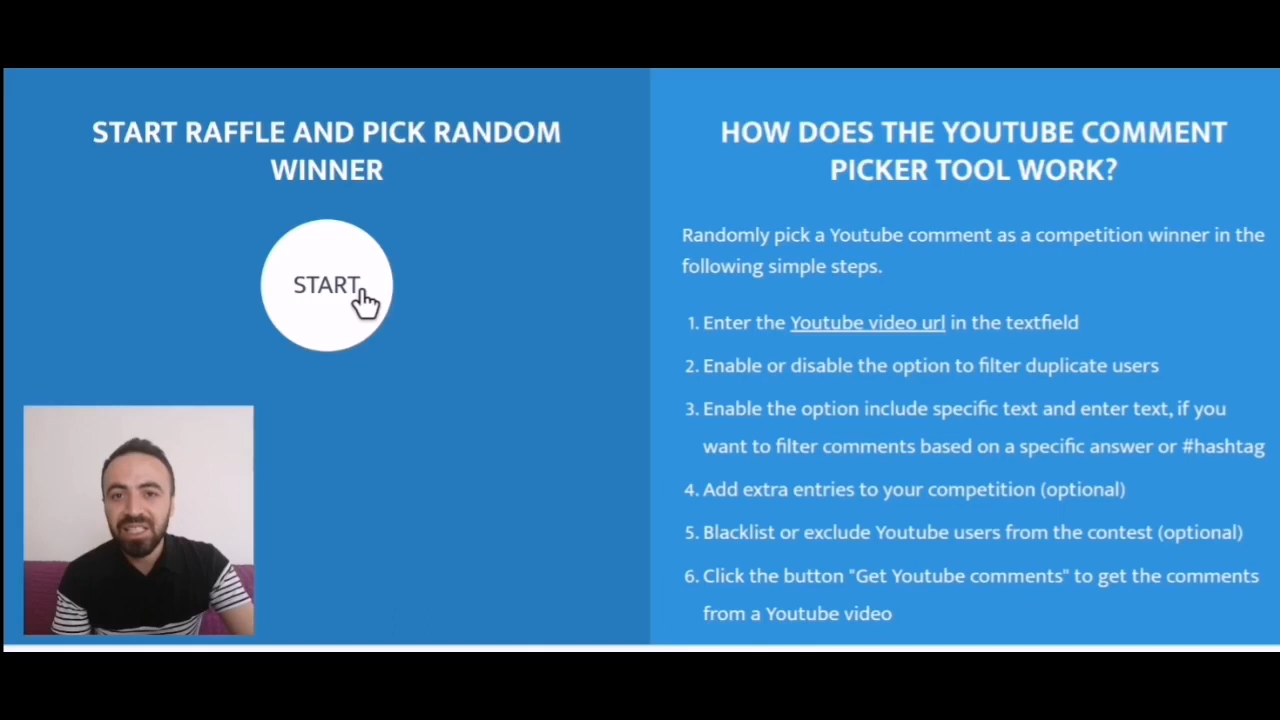 START RAFFLE AND PICK RANDOM
WINNER
START
HOW DOES THE YOUTUBE COMMENT
PICKER TOOL WORK?
Randomly pick a Youtube comment as a competition winner in the
following simple steps.
1. Enter the Youtube video url in the textfield
2. Enable or disable the option to filter duplicate users
3. Enable the option include specific text and enter text, if you
want to filter comments based on a specific answer or #hashtag
4. Add extra entries to your competition (optional)
5. Blacklist or exclude Youtube users from the contest (optional)
6. Click the button "Get Youtube comments" to get the comments
from a Youtube video